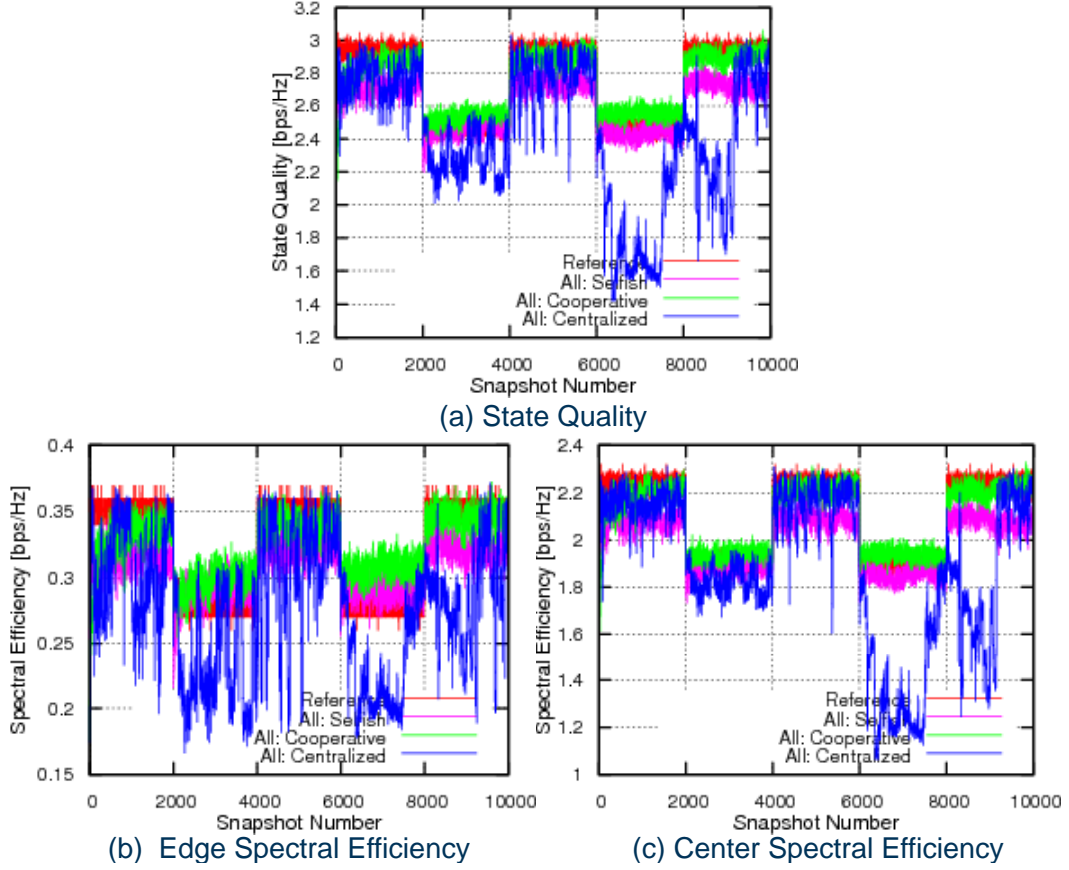 State Quality [bps/Hz]
3.2
3
2.8
2.6
2.4
2.2
2
1.8
1.6
1.4
1.2
Reference
All: Selfish
All: Cooperative
All: Centralized
0 2000 4000 6000 8000 10000
Snapshot Number
(a) State Quality
Spectral Efficiency [bps/Hz]
0.4
0.35
0.3
0.25
0.2
0.15
Reference
All: Selfish
All: Cooperative
All: Centralized
0 2000 4000 6000 8000 10000
Snapshot Number
(b) Edge Spectral Efficiency
Spectral Efficiency [bps/Hz]
2.4
2.2
2
1.8
1.6
1.4
1.2
1
Reference
All: Selfish
All: Cooperative
All: Centralized
0 2000 4000 6000 8000 10000
Snapshot Number
(c) Center Spectral Efficiency